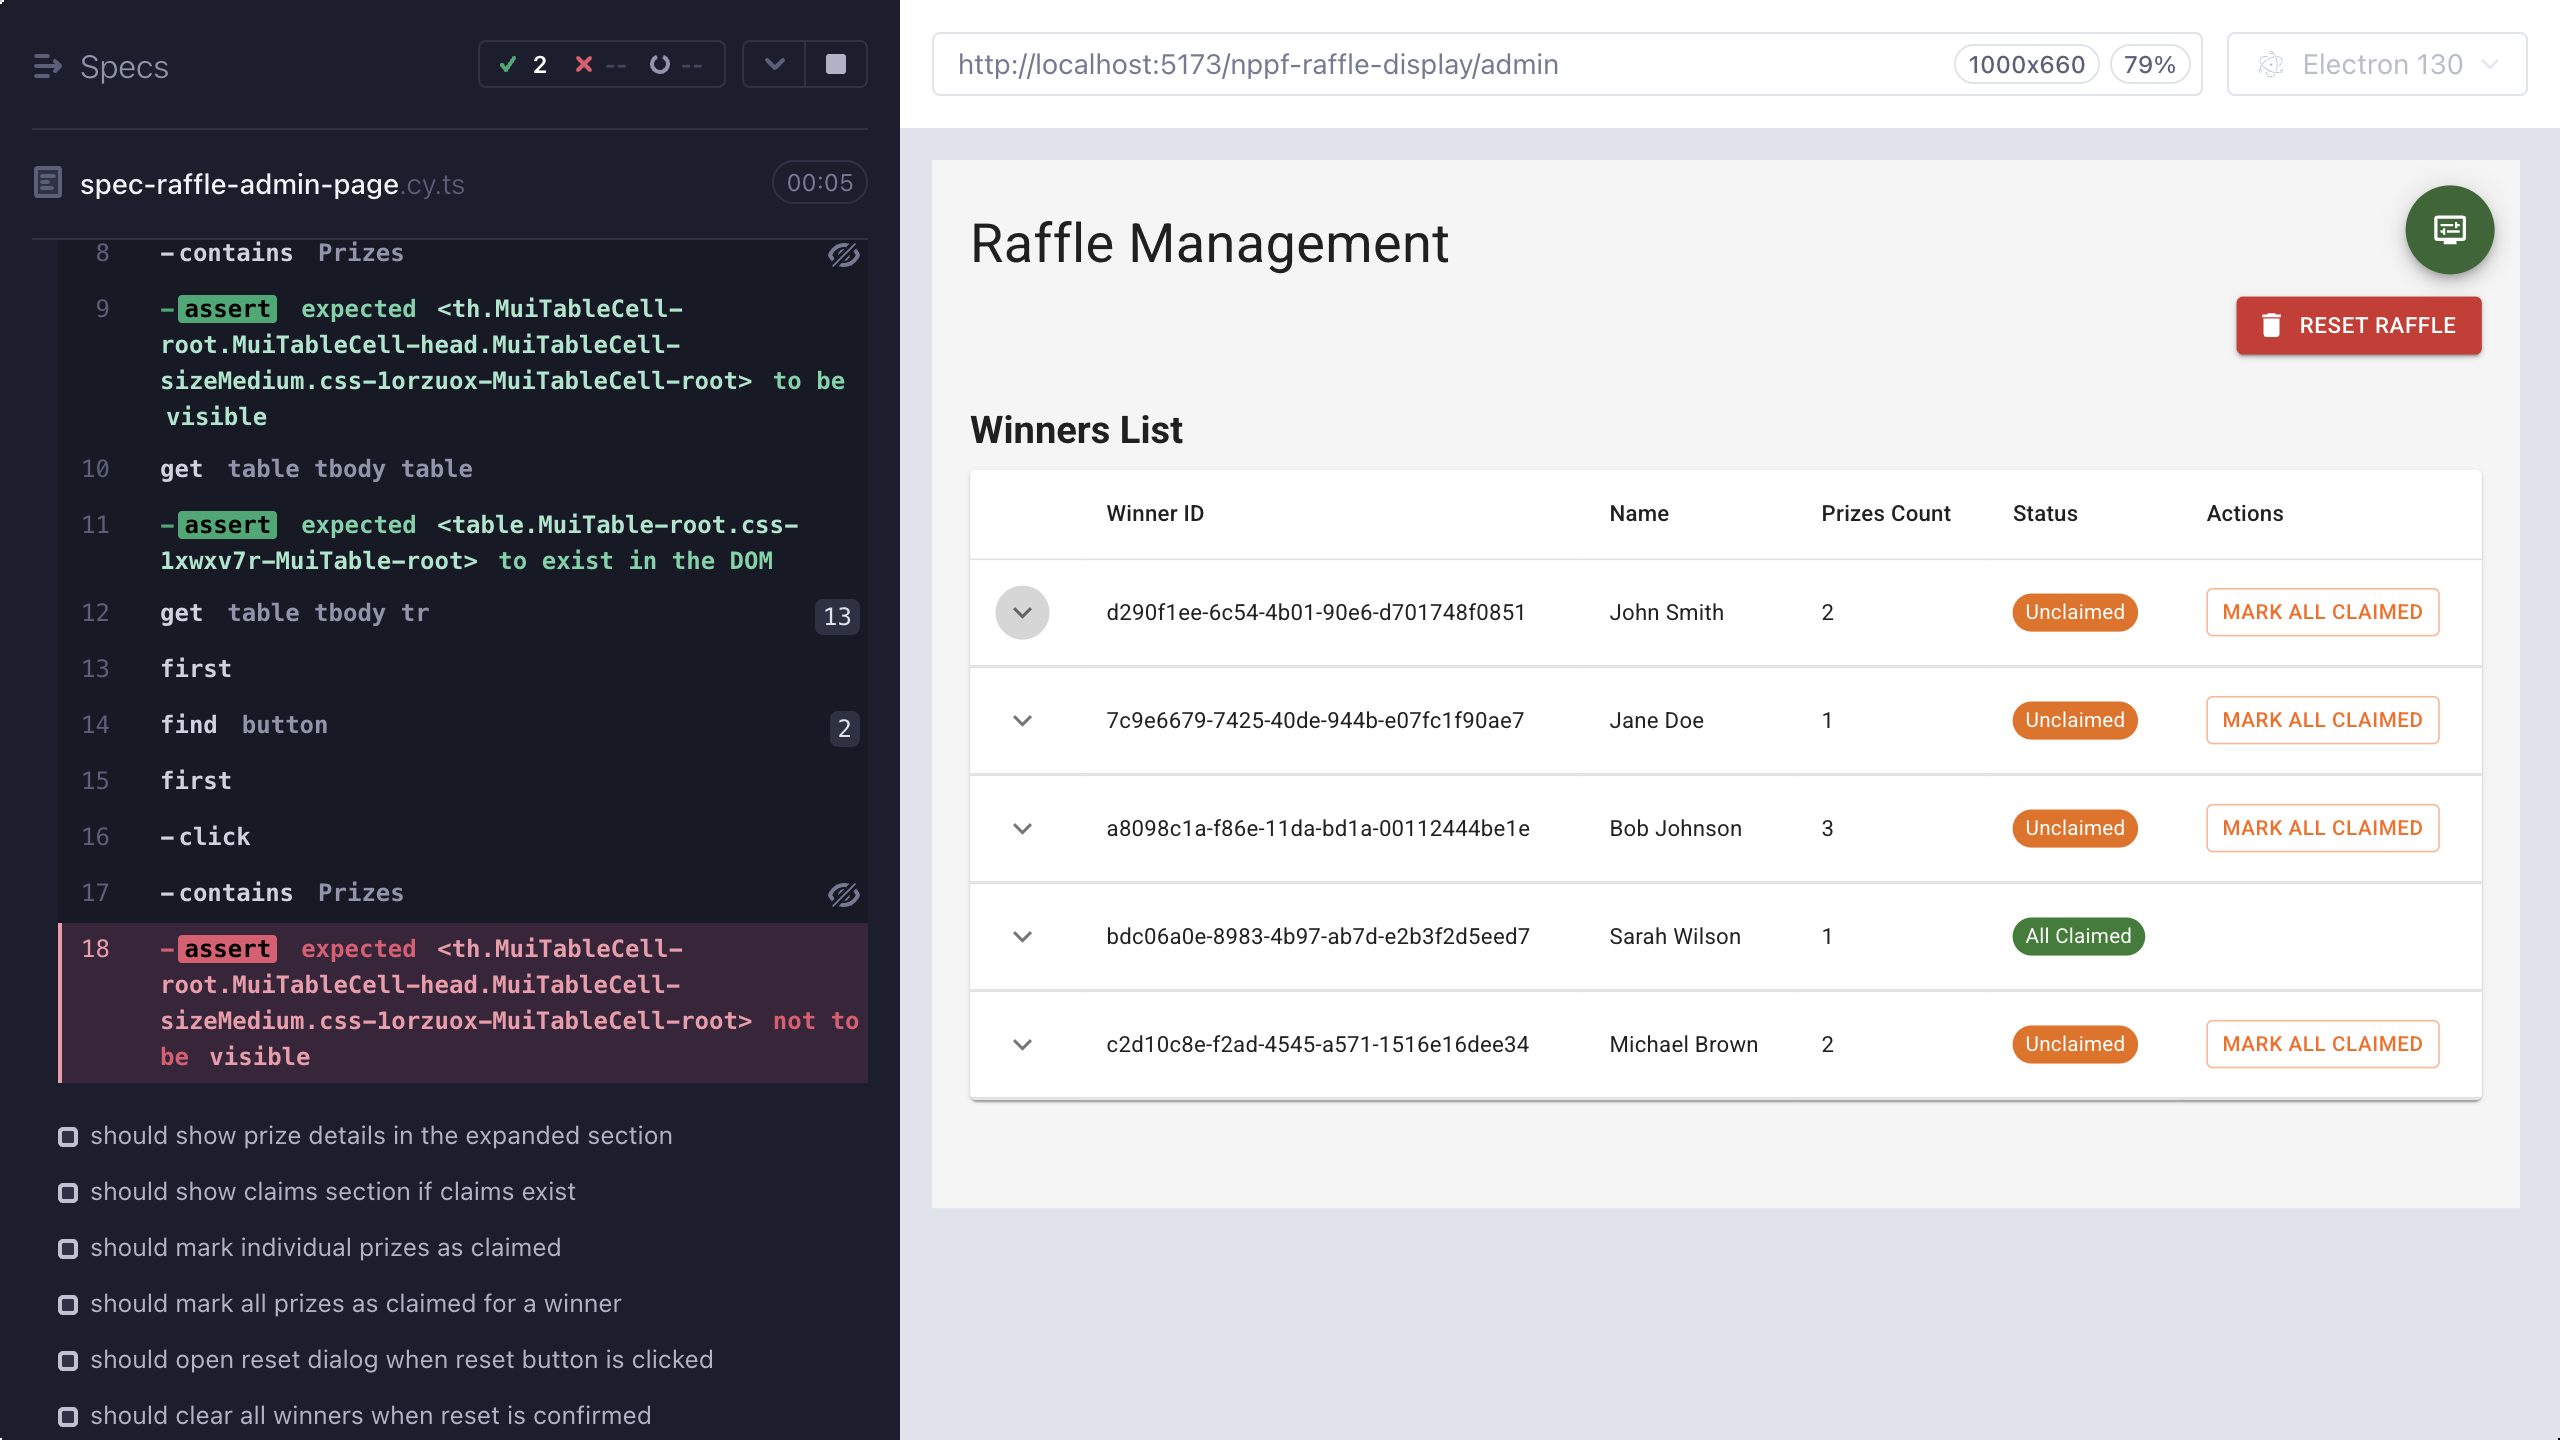 Specs
2
--
--
spec-raffle-admin-page.cy.ts
00:05
8 -contains Prizes
9 -assert expected <th.MuiTableCell-
root.MuiTableCell-head.MuiTableCell-
sizeMedium.css-1orzuox-MuiTableCell-root> to be
visible
10 get table tbody table
11 -assert expected <table.MuiTable-root.css-
1xwxv7r-MuiTable-root> to exist in the DOM
12 get table tbody tr 13
13 first
14 find button 2
15 first
16 -click
17 -contains Prizes
18 -assert expected <th.MuiTableCell-
root.MuiTableCell-head.MuiTableCell-
sizeMedium.css-1orzuox-MuiTableCell-root> not to
be visible
should show prize details in the expanded section
should show claims section if claims exist
should mark individual prizes as claimed
should mark all prizes as claimed for a winner
should open reset dialog when reset button is clicked
should clear all winners when reset is confirmed
http://localhost:5173/nppf-raffle-display/admin
1000x660
79%
Electron 130
Raffle Management
RESET RAFFLE
Winners List
Winner ID Name Prizes Count Status Actions
d290f1ee-6c54-4b01-90e6-d701748f0851 John Smith 2 Unclaimed MARK ALL CLAIMED
7c9e6679-7425-40de-944b-e07fc1f90ae7 Jane Doe 1 Unclaimed MARK ALL CLAIMED
a8098c1a-f86e-11da-bd1a-00112444be1e Bob Johnson 3 Unclaimed MARK ALL CLAIMED
bdc06a0e-8983-4b97-ab7d-e2b3f2d5eed7 Sarah Wilson 1 All Claimed
c2d10c8e-f2ad-4545-a571-1516e16dee34 Michael Brown 2 Unclaimed MARK ALL CLAIMED